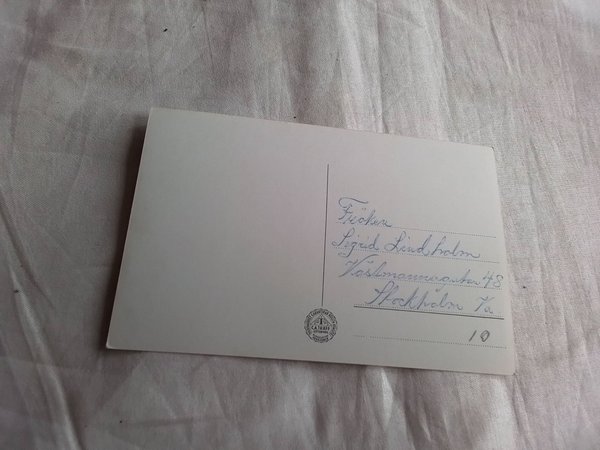 Fröken
Sigrid Lindholm
Västmannagatan 48
Stockholm Va
10